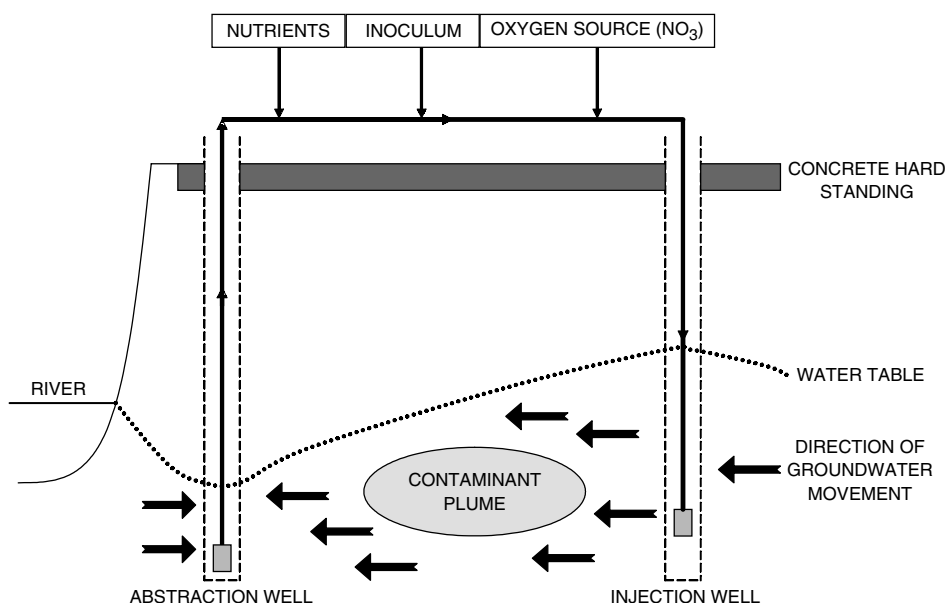 NUTRIENTS
INOCULUM
OXYGEN SOURCE (NO3)
CONCRETE HARD
STANDING
RIVER
WATER TABLE
CONTAMINANT
PLUME
DIRECTION OF
GROUNDWATER
MOVEMENT
ABSTRACTION WELL
INJECTION WELL